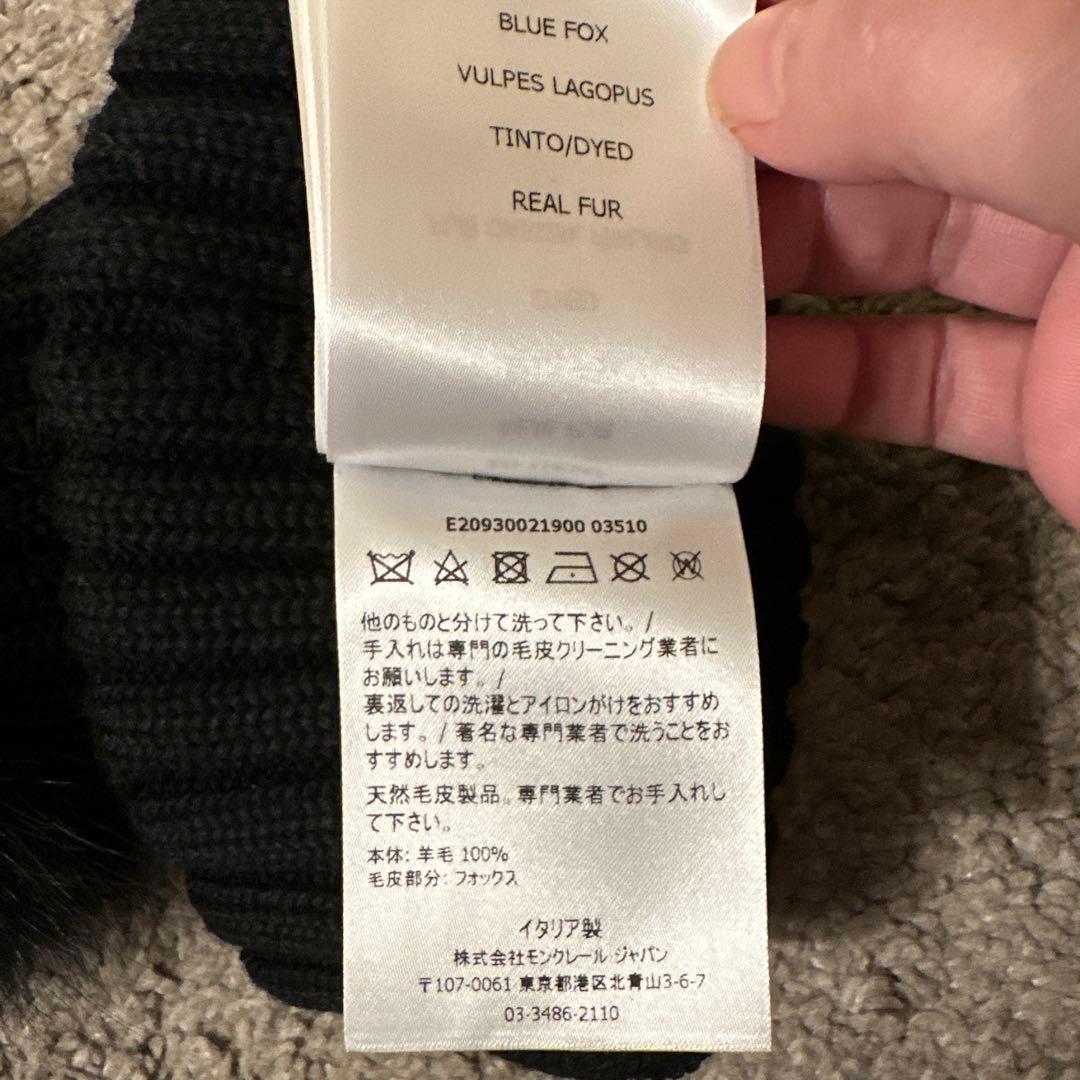 BLUE FOX
VULPES LAGOPUS
TINTO/DYED
REAL FUR
E20930021900 03510
他のものと分けて洗って下さい。/
手入れは専門の毛皮クリーニング業者に
お願いします。/
裏返しての洗濯とアイロンがけをおすすめ
します。/ 著名な専門業者で洗うことをお
すすめします。
天然毛皮製品。専門業者でお手入れし
て下さい。
本体: 羊毛 100%
毛皮部分: フォックス
イタリア製
株式会社モンクレール ジャパン
〒107-0061 東京都港区北青山3-6-7
03-3486-2110